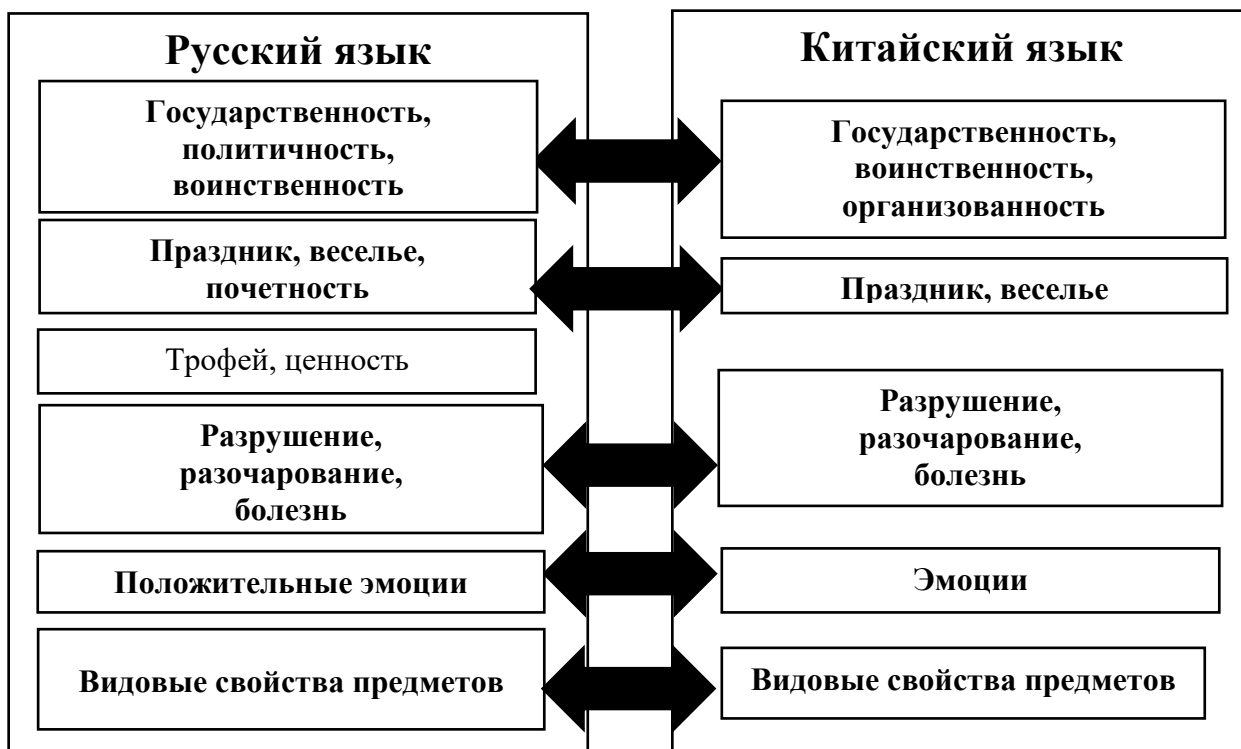 Русский язык
Государственность,
политичность,
воинственность
Праздник, веселье,
почетность
Трофей, ценность
Разрушение,
разочарование,
болезнь
Положительные эмоции
Видовые свойства предметов
Китайский язык
Государственность,
воинственность,
организованность
Праздник, веселье
Разрушение,
разочарование,
болезнь
Эмоции
Видовые свойства предметов